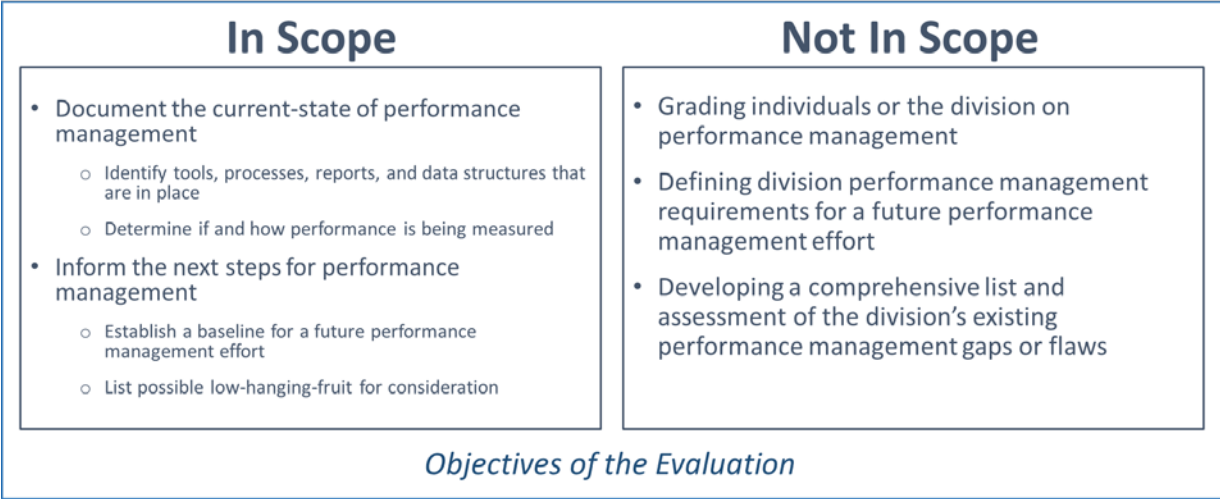 In Scope
• Document the current-state of performance
management
o Identify tools, processes, reports, and data structures that
are in place
o Determine if and how performance is being measured
• Inform the next steps for performance
management
o Establish a baseline for a future performance
management effort
o List possible low-hanging-fruit for consideration
Not In Scope
• Grading individuals or the division on
performance management
• Defining division performance management
requirements for a future performance
management effort
• Developing a comprehensive list and
assessment of the division’s existing
performance management gaps or flaws
Objectives of the Evaluation